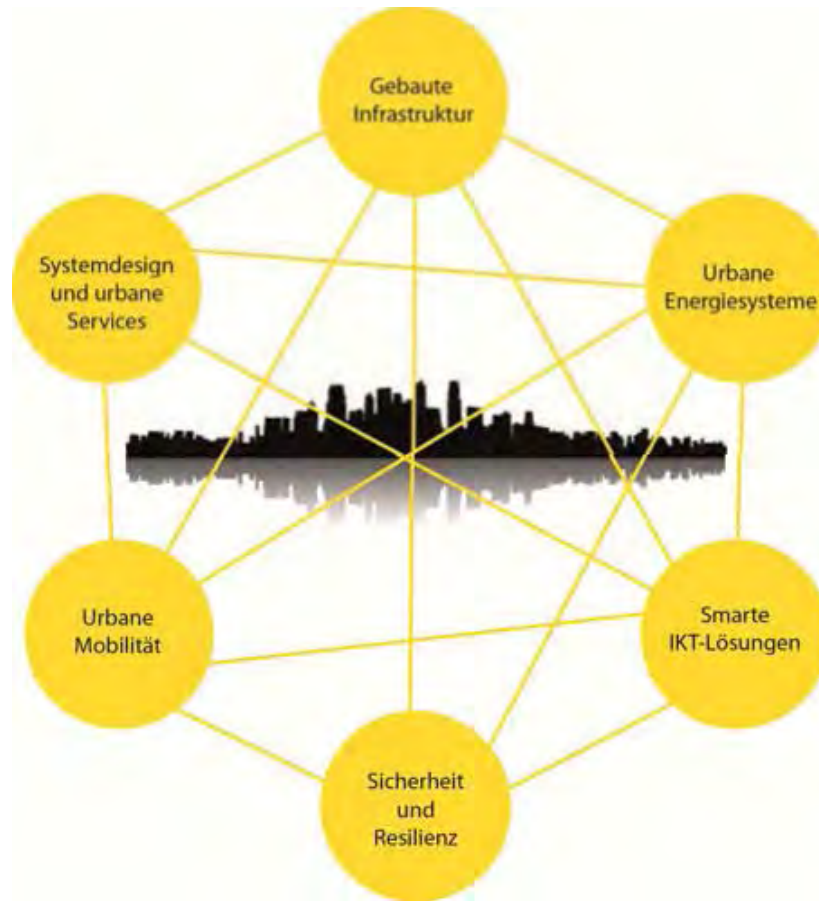 Gebaute
Infrastruktur
Systemdesign
und urbane
Services
Urbane
Energiesysteme
Urbane
Mobilität
Smarte
IKT-Lösungen
Sicherheit
und
Resilienz